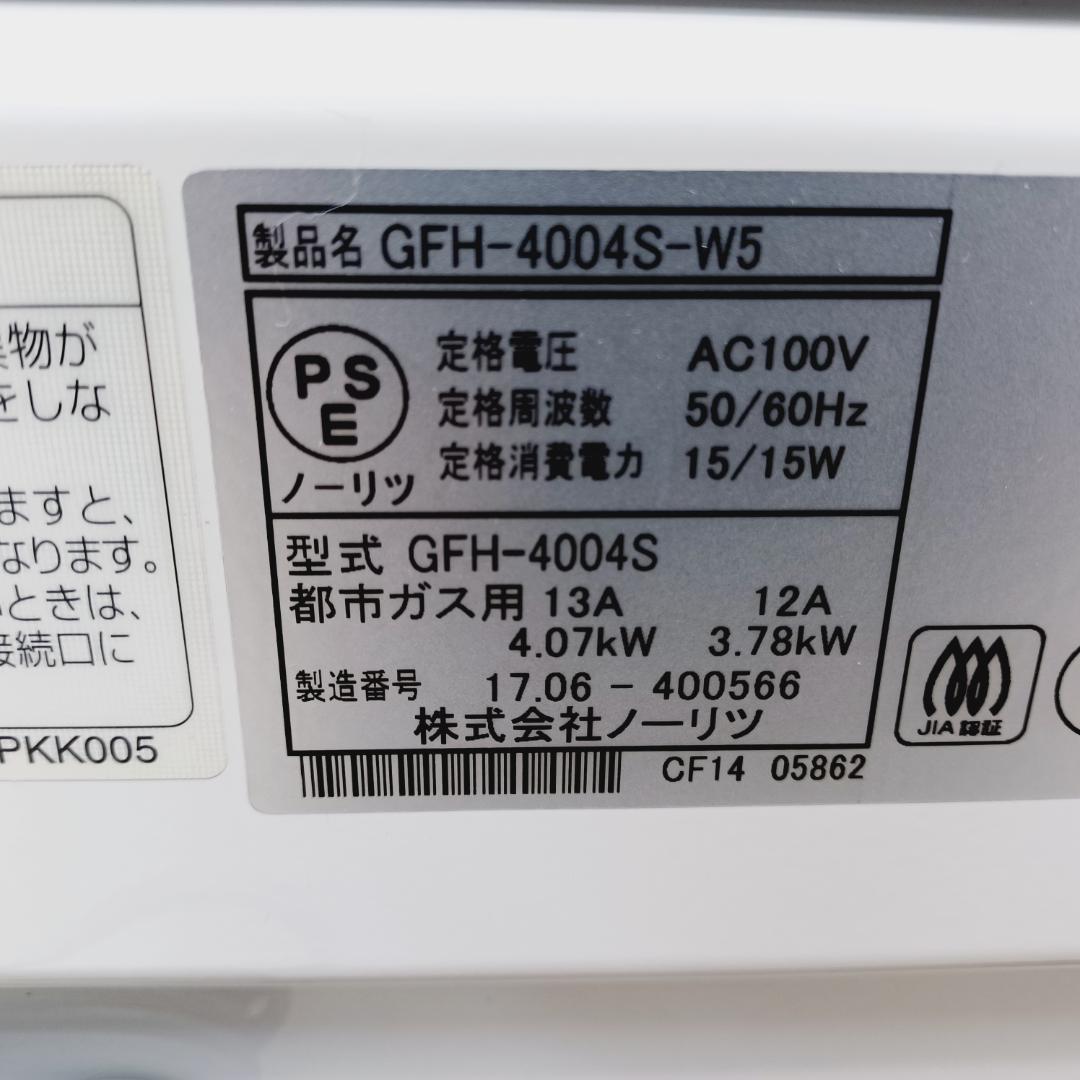 物が
をしな
ますと、
なります。
ときは、
接続口に
PKK005
製品名 GFH-4004S-W5
PSE
ノーリツ
定格電圧 AC100V
定格周波数 50/60Hz
定格消費電力 15/15W
型式 GFH-4004S
都市ガス用 13A 12A
4.07kW 3.78kW
製造番号 17.06 - 400566
株式会社ノーリツ
CF14 05862
JIA 認証